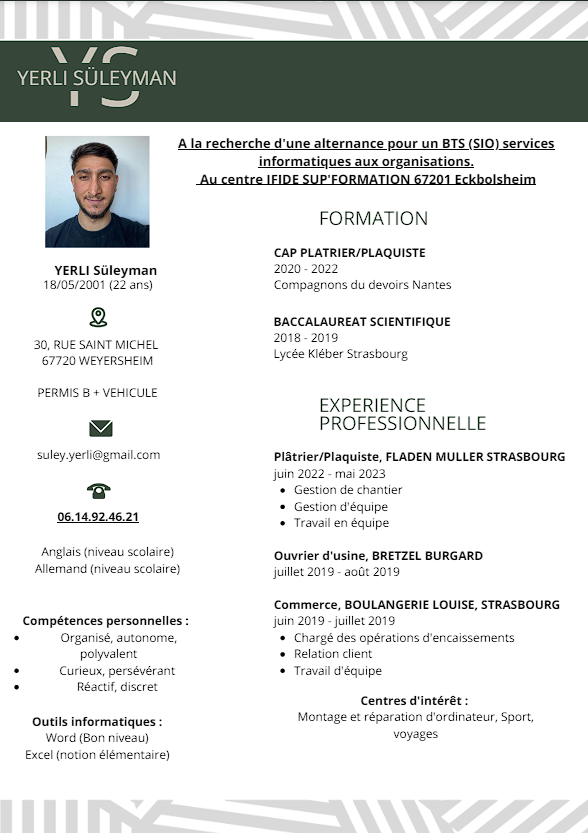 YS
YERLI SÜLEYMAN
A la recherche d'une alternance pour un BTS (SIO) services
informatiques aux organisations.
Au centre IFIDE SUP'FORMATION 67201 Eckbolsheim
YERLI Süleyman
18/05/2001 (22 ans)
30, RUE SAINT MICHEL
67720 WEYERSHEIM
PERMIS B + VEHICULE
suley.yerli@gmail.com
06.14.92.46.21
Anglais (niveau scolaire)
Allemand (niveau scolaire)
Compétences personnelles :
• Organisé, autonome,
polyvalent
• Curieux, persévérant
• Réactif, discret
Outils informatiques :
Word (Bon niveau)
Excel (notion élémentaire)
FORMATION
CAP PLATRIER/PLAQUISTE
2020 - 2022
Compagnons du devoirs Nantes
BACCALAUREAT SCIENTIFIQUE
2018 - 2019
Lycée Kléber Strasbourg
EXPERIENCE
PROFESSIONNELLE
Plâtrier/Plaquiste, FLADEN MULLER STRASBOURG
juin 2022 - mai 2023
• Gestion de chantier
• Gestion d'équipe
• Travail en équipe
Ouvrier d'usine, BRETZEL BURGARD
juillet 2019 - août 2019
Commerce, BOULANGERIE LOUISE, STRASBOURG
juin 2019 - juillet 2019
• Chargé des opérations d'encaissements
• Relation client
• Travail d'équipe
Centres d'intérêt :
Montage et réparation d'ordinateur, Sport,
voyages